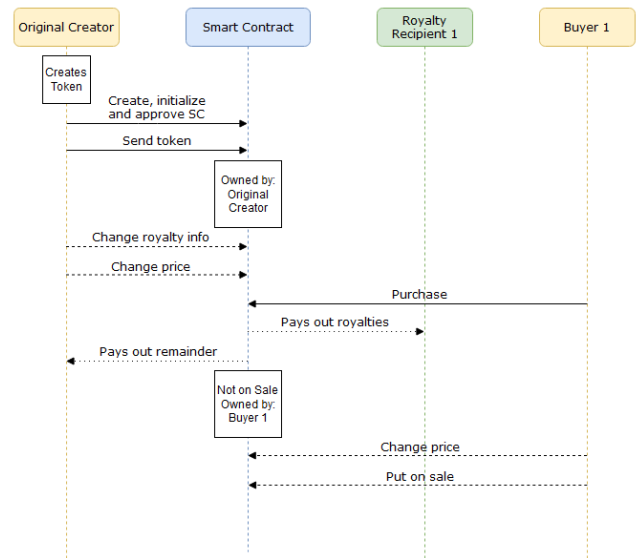 Original Creator
Smart Contract
Royalty
Recipient 1
Buyer 1
Creates
Token
Create, initialize
and approve SC
Send token
Owned by:
Original
Creator
Change royalty info
Change price
Purchase
Pays out royalties
Pays out remainder
Not on Sale
Owned by:
Buyer 1
Change price
Put on sale